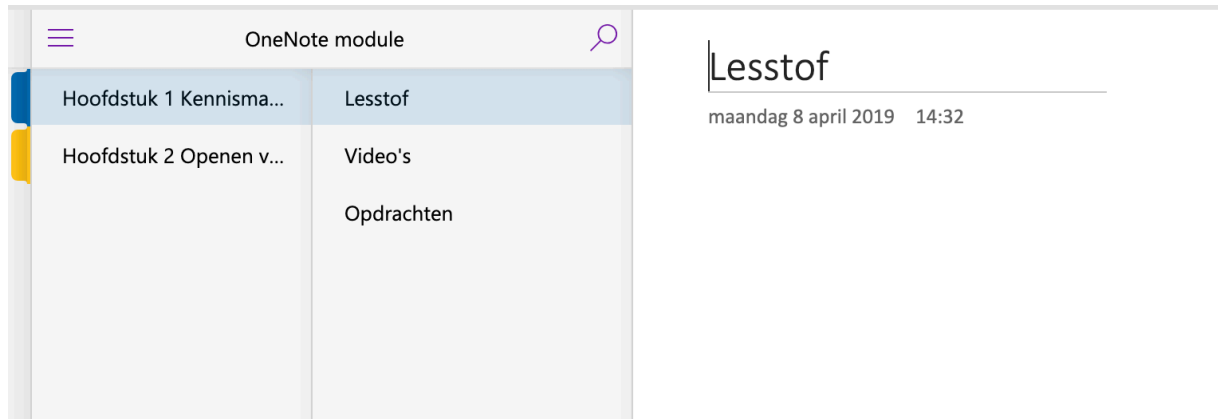 OneNote module
Hoofdstuk 1 Kennisma...
Hoofdstuk 2 Openen v...
Lesstof
Video's
Opdrachten
Lesstof
maandag 8 april 2019 14:32